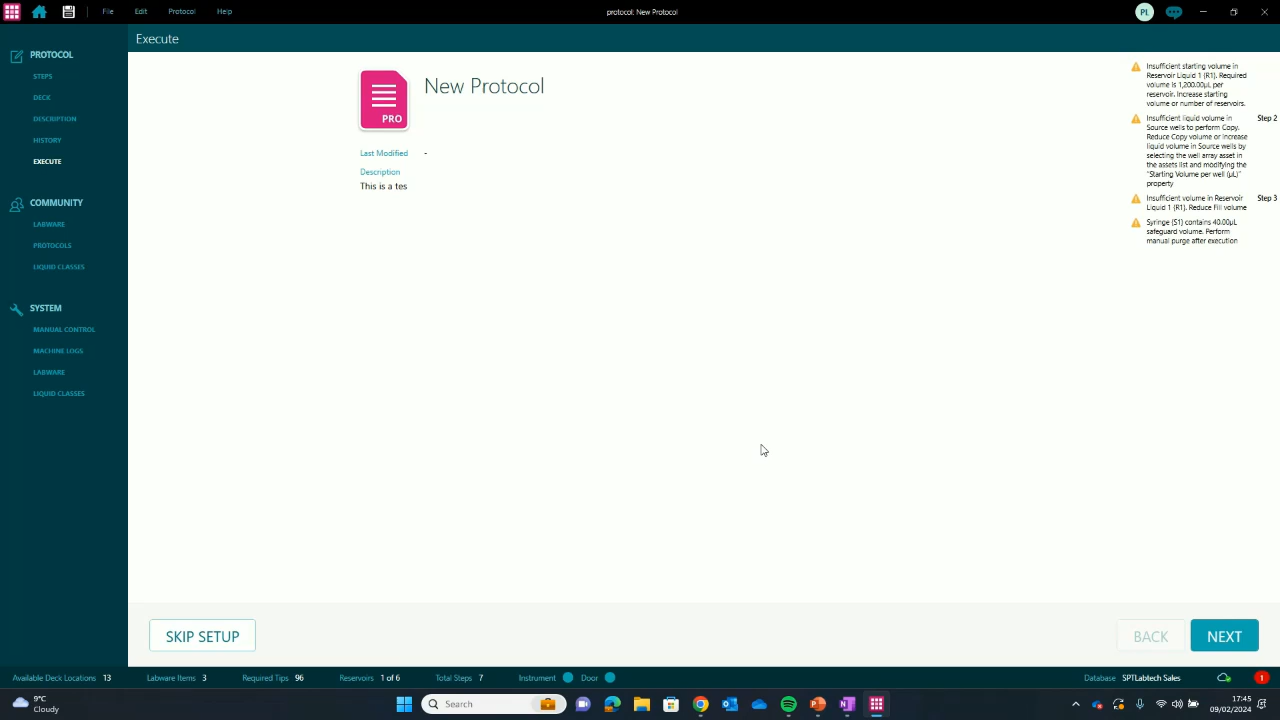 File Edit Protocol Help
protocol: New Protocol
PL
Execute
PROTOCOL
STEPS
DECK
DESCRIPTION
HISTORY
EXECUTE
COMMUNITY
LABWARE
PROTOCOLS
LIQUID CLASSES
SYSTEM
MANUAL CONTROL
MACHINE LOGS
LABWARE
LIQUID CLASSES
PRO
New Protocol
Last Modified -
Description
This is a tes
Insufficient starting volume in
Reservoir Liquid 1 (R1). Required
volume is 1,200.00µL per
reservoir. Increase starting
volume or number of reservoirs.
Insufficient liquid volume in Step 2
Source wells to perform Copy.
Reduce Copy volume or increase
liquid volume in Source wells by
selecting the well array asset in
the assets list and modifying the
"Starting Volume per well (µL)"
property
Insufficient volume in Reservoir Step 3
Liquid 1 (R1). Reduce Fill volume
Syringe (S1) contains 40.00µL
safeguard volume. Perform
manual purge after execution
SKIP SETUP
BACK
NEXT
Available Deck Locations 13 Labware Items 3 Required Tips 96 Reservoirs 1 of 6 Total Steps 7 Instrument Door Database SPTLabtech Sales 1
9°C
Cloudy
Search
17:45
09/02/2024